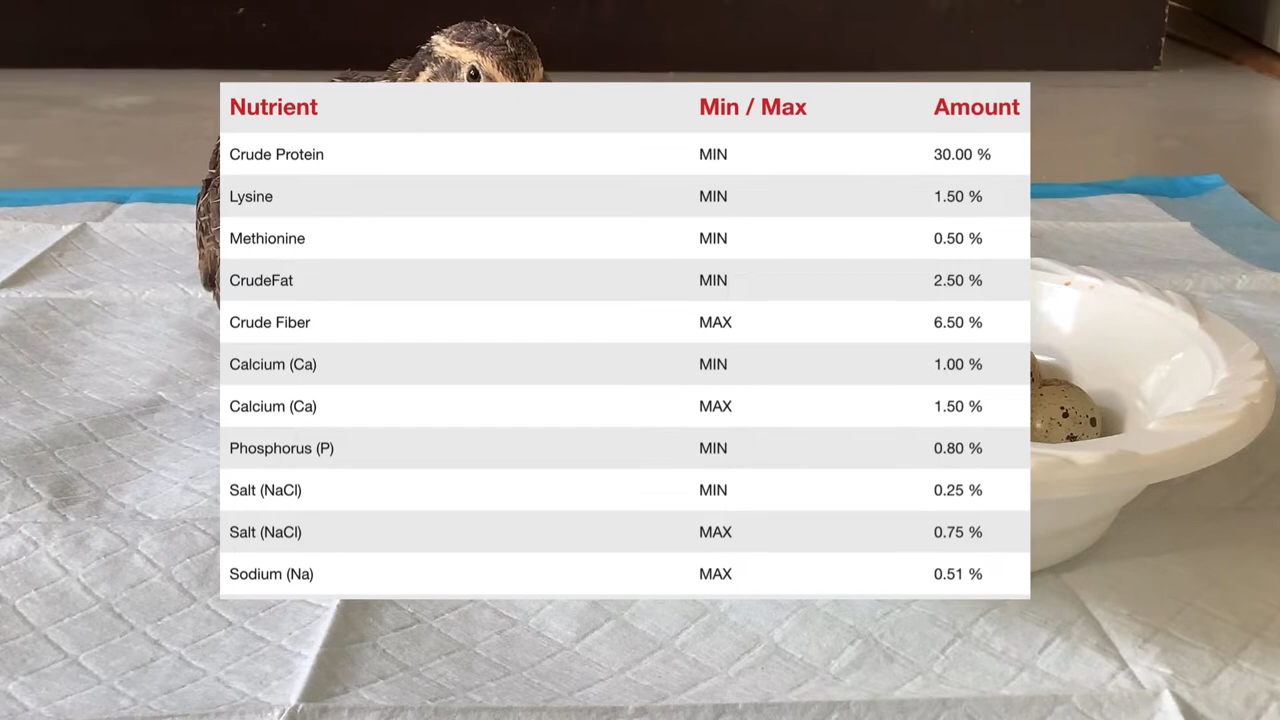 Nutrient Min / Max Amount
Crude Protein MIN 30.00 %
Lysine MIN 1.50 %
Methionine MIN 0.50 %
CrudeFat MIN 2.50 %
Crude Fiber MAX 6.50 %
Calcium (Ca) MIN 1.00 %
Calcium (Ca) MAX 1.50 %
Phosphorus (P) MIN 0.80 %
Salt (NaCl) MIN 0.25 %
Salt (NaCl) MAX 0.75 %
Sodium (Na) MAX 0.51 %